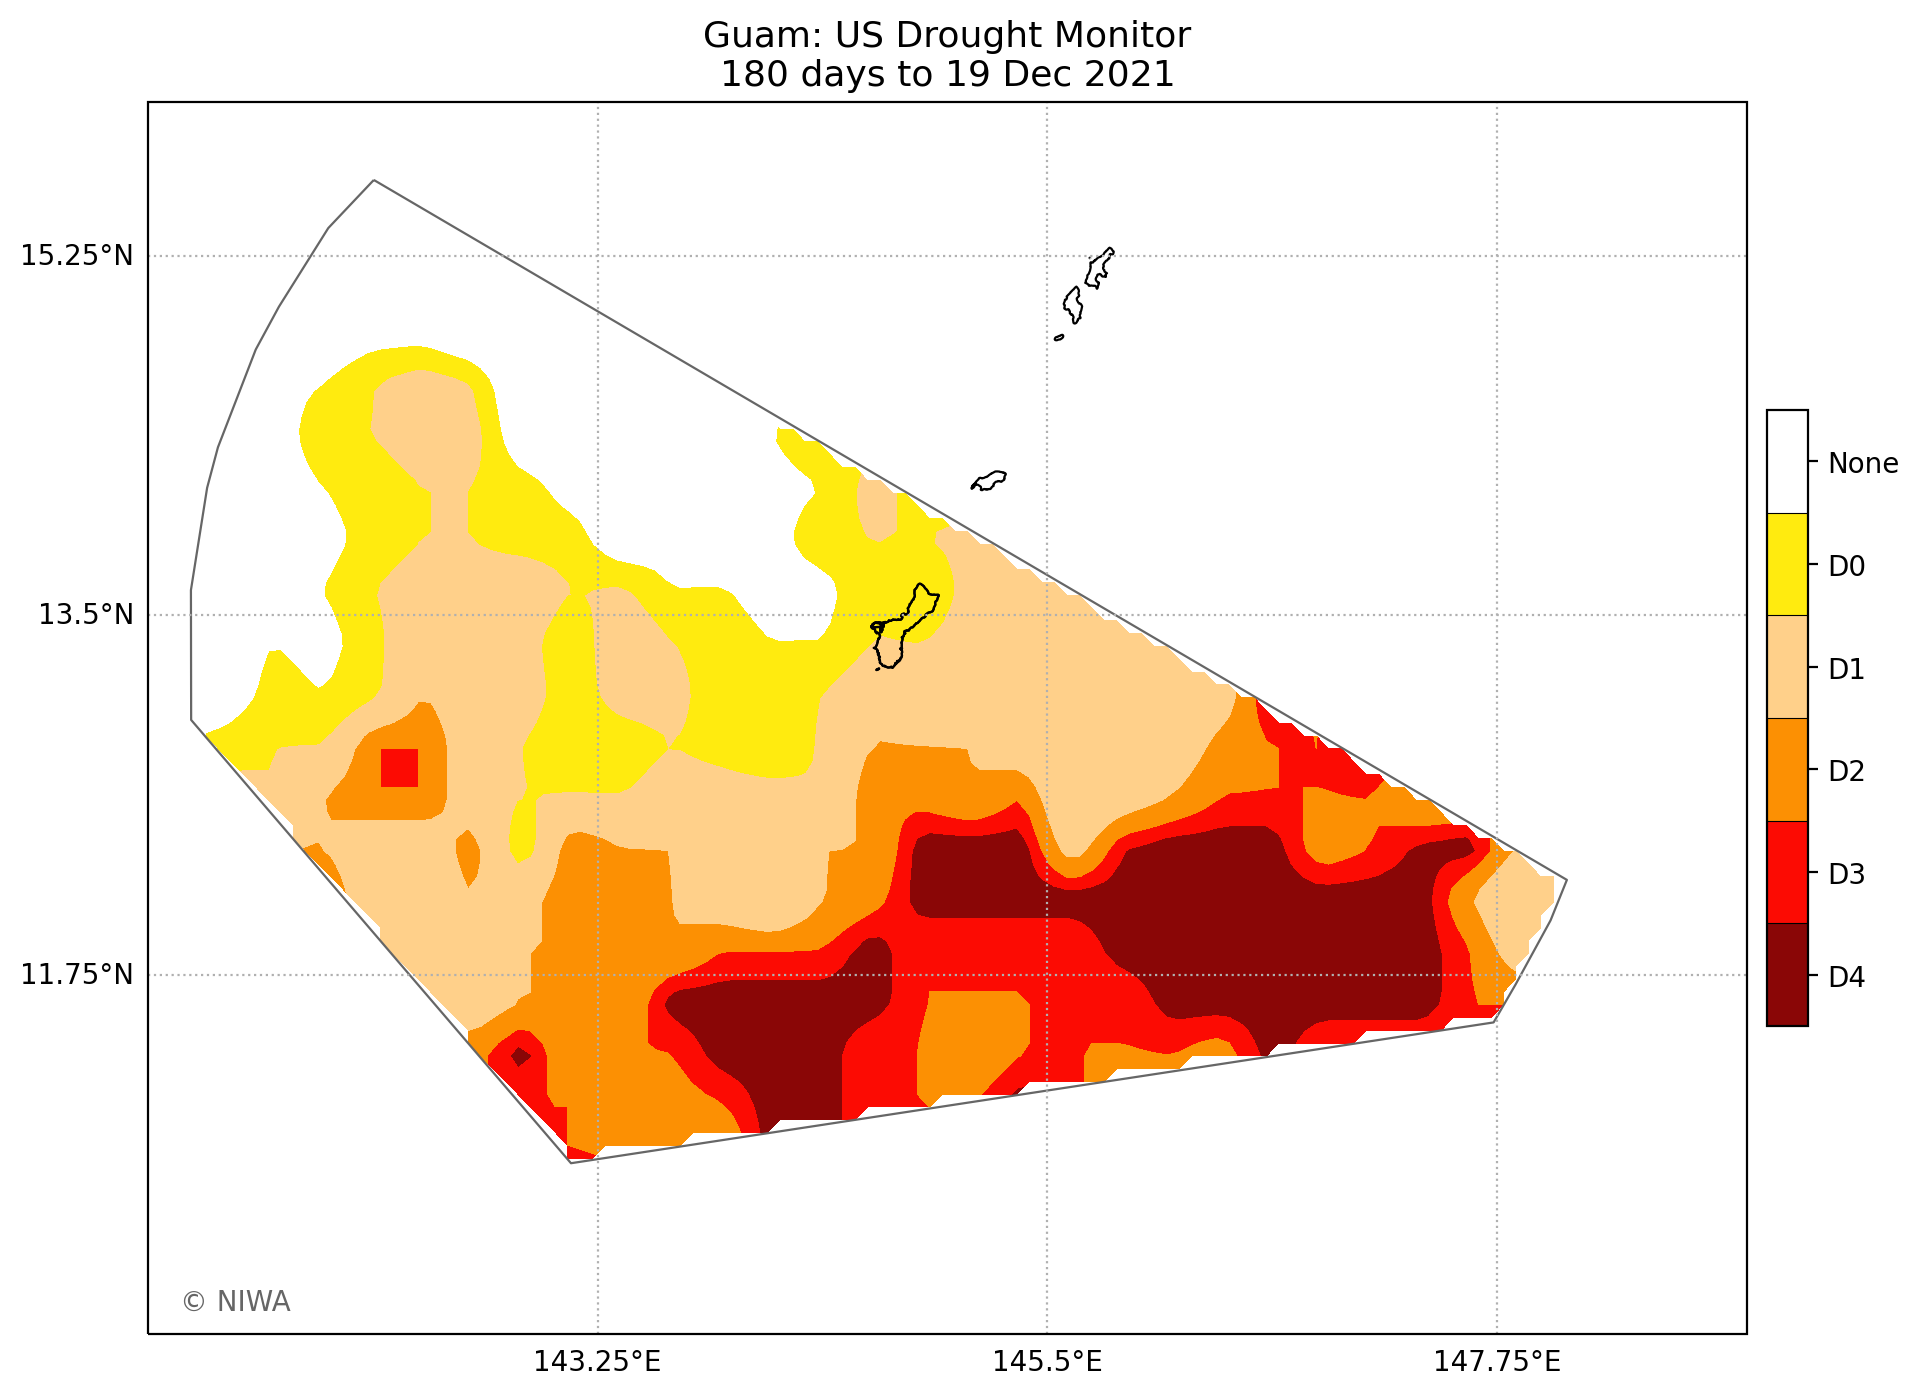 Guam: US Drought Monitor
180 days to 19 Dec 2021
15.25°N
13.5°N
11.75°N
143.25°E
145.5°E
147.75°E
None
D0
D1
D2
D3
D4
© NIWA